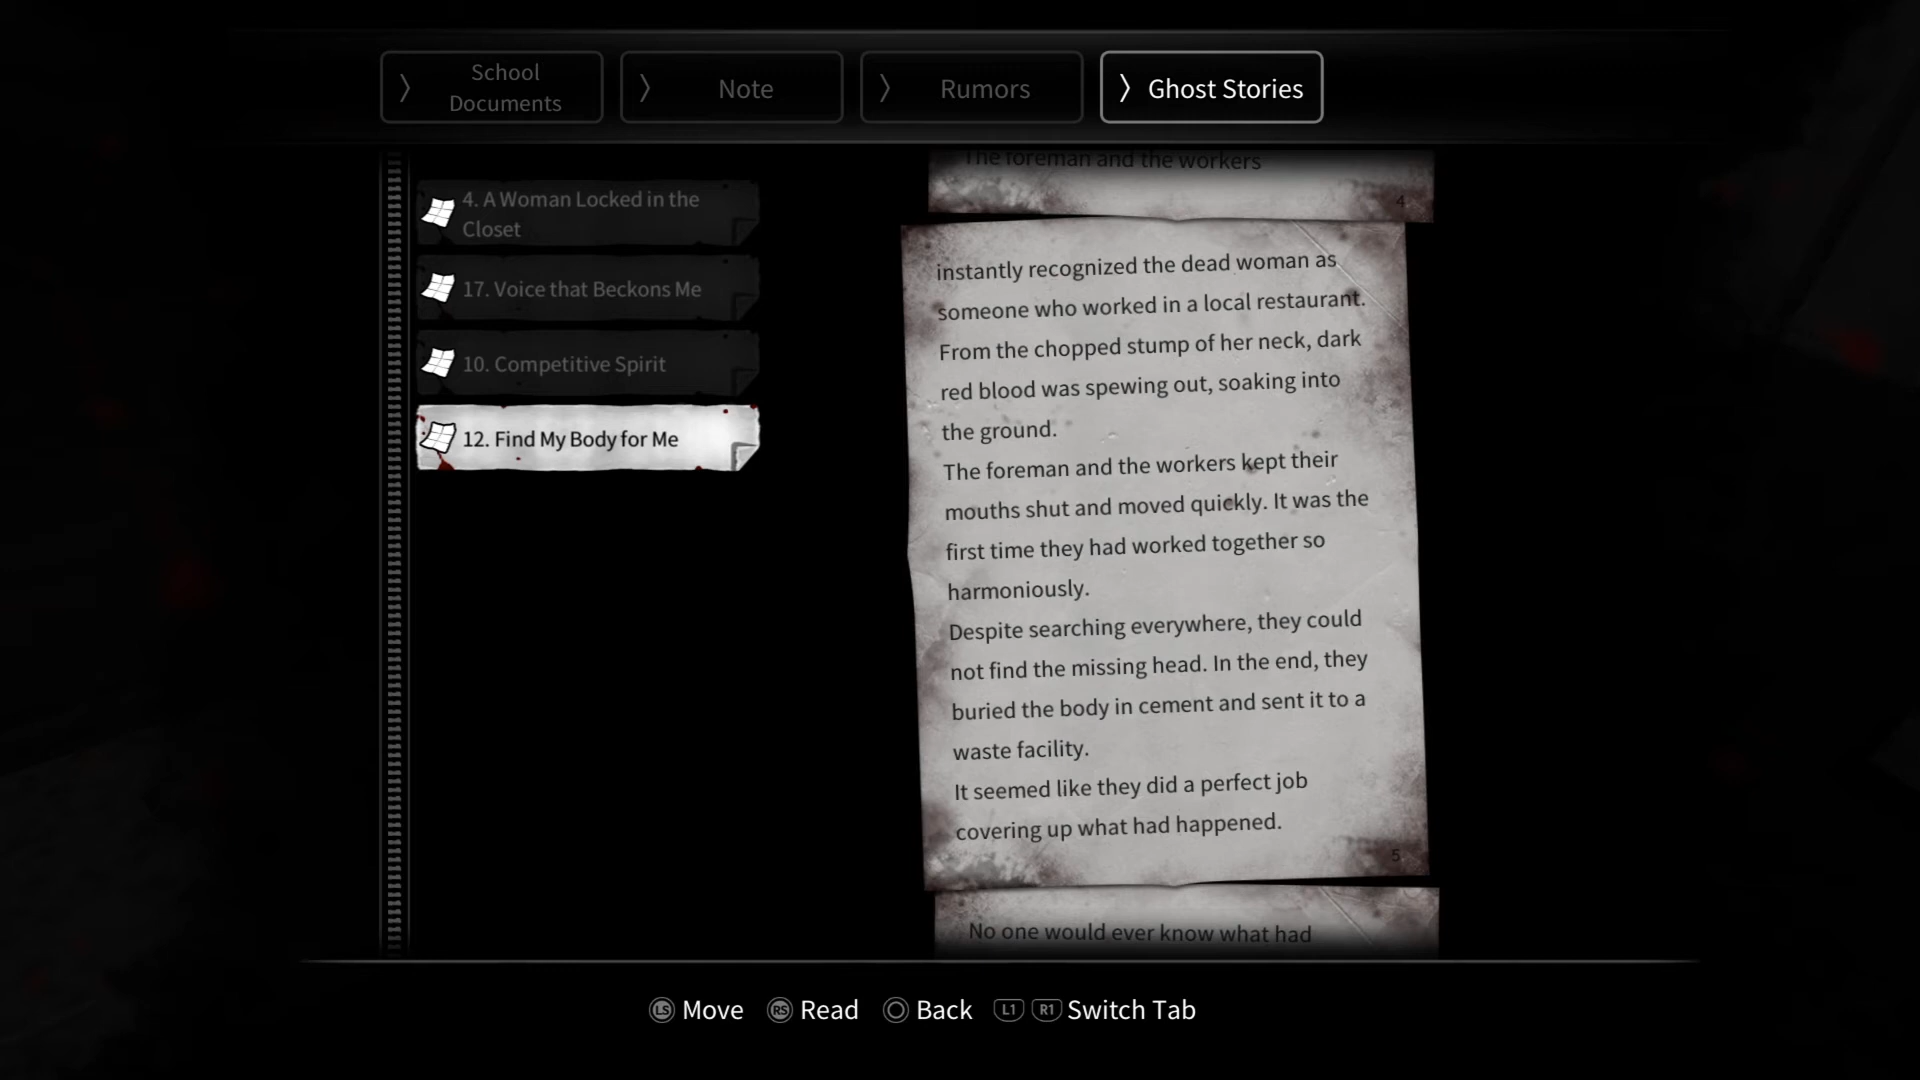 School
Documents
Note
Rumors
Ghost Stories
4. A Woman Locked in the
Closet
17. Voice that Beckons Me
10. Competitive Spirit
12. Find My Body for Me
The foreman and the workers
4
instantly recognized the dead woman as
someone who worked in a local restaurant.
From the chopped stump of her neck, dark
red blood was spewing out, soaking into
the ground.
The foreman and the workers kept their
mouths shut and moved quickly. It was the
first time they had worked together so
harmoniously.
Despite searching everywhere, they could
not find the missing head. In the end, they
buried the body in cement and sent it to a
waste facility.
It seemed like they did a perfect job
covering up what had happened.
5
No one would ever know what had
LS Move RS Read Back L1 R1 Switch Tab